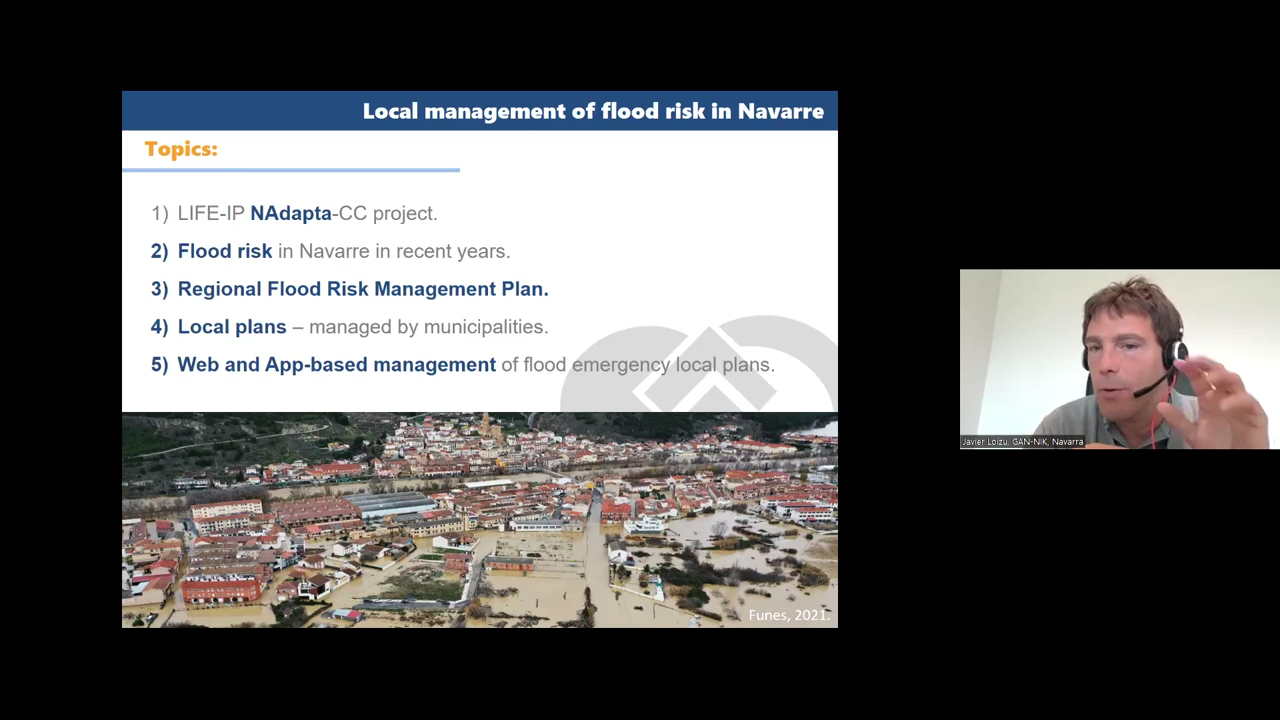 Local management of flood risk in Navarre
Topics:
1) LIFE-IP NAdapta-CC project.
2) Flood risk in Navarre in recent years.
3) Regional Flood Risk Management Plan.
4) Local plans – managed by municipalities.
5) Web and App-based management of flood emergency local plans.
Funes, 2021.
Javier Loizu, GAN-NIK, Navarra